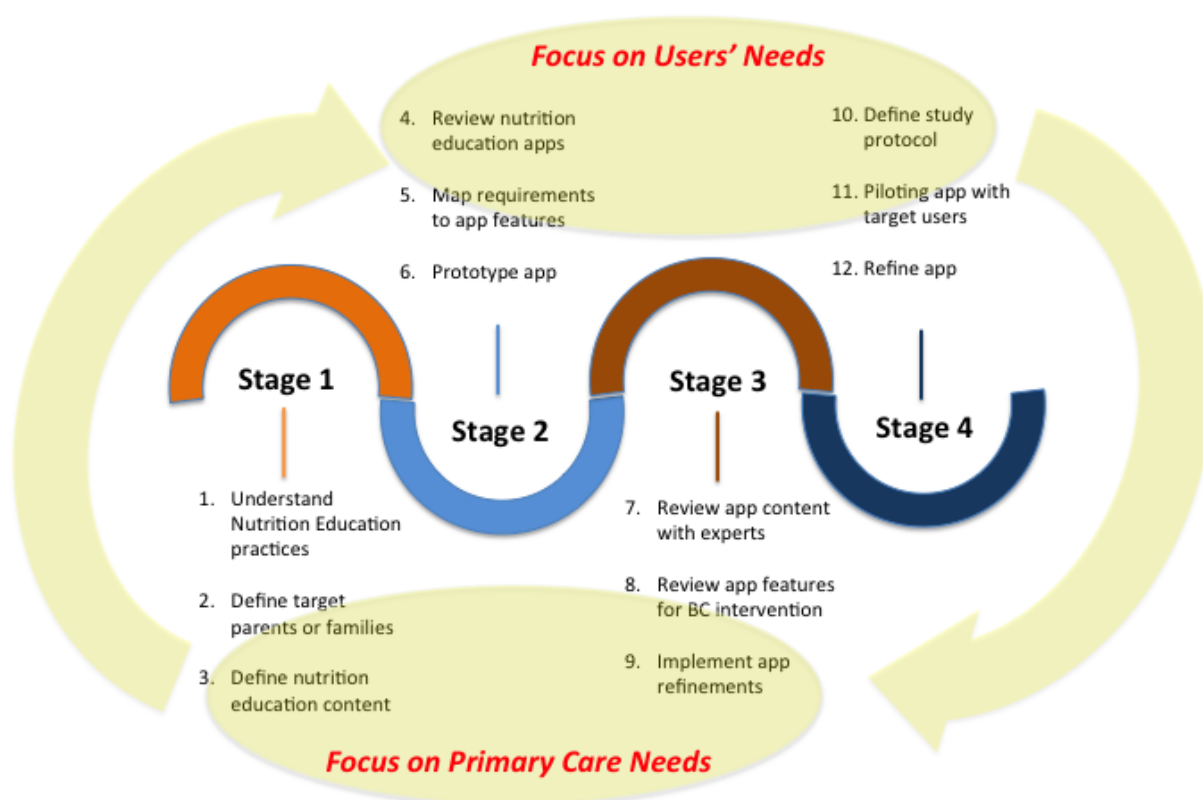 Focus on Users' Needs
4. Review nutrition
education apps
5. Map requirements
to app features
6. Prototype app
10. Define study
protocol
11. Piloting app with
target users
12. Refine app
Stage 1
Stage 2
Stage 3
Stage 4
1. Understand
Nutrition Education
practices
2. Define target
parents or families
3. Define nutrition
education content
7. Review app content
with experts
8. Review app features
for BC intervention
9. Implement app
refinements
Focus on Primary Care Needs